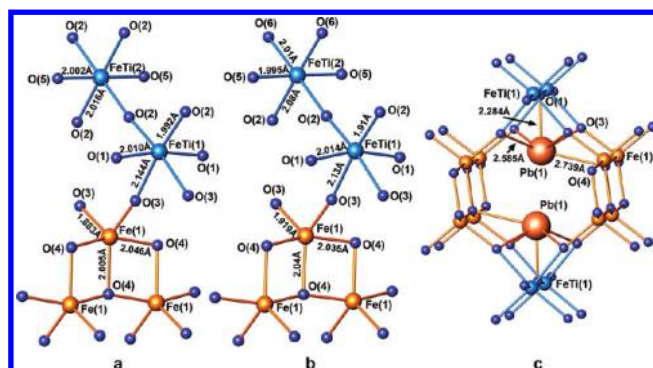 O(2)
O(2)
FeTi(2)
O(5)
2.002Å
O(5)
2.016Å
O(2)
O(2)
O(2)
1.992Å
FeTi(1)
O(1)
2.010Å
O(1)
2.144Å
O(3)
O(3)
O(3)
1.883Å
Fe(1)
O(4)
O(4)
2.046Å
2.005Å
O(4)
Fe(1)
Fe(1)
a
O(6)
O(6)
2.01Å
FeTi(2)
O(5)
1.995Å
O(5)
2.08Å
O(2)
O(2)
O(2)
1.91Å
FeTi(1)
O(1)
2.014Å
O(1)
2.13Å
O(3)
O(3)
O(3)
1.919Å
Fe(1)
O(4)
O(4)
2.035Å
2.04Å
O(4)
Fe(1)
Fe(1)
b
FeTi(1)
O(1)
2.284Å
O(3)
2.565Å
2.739Å
Fe(1)
Pb(1)
O(4)
Pb(1)
FeTi(1)
c